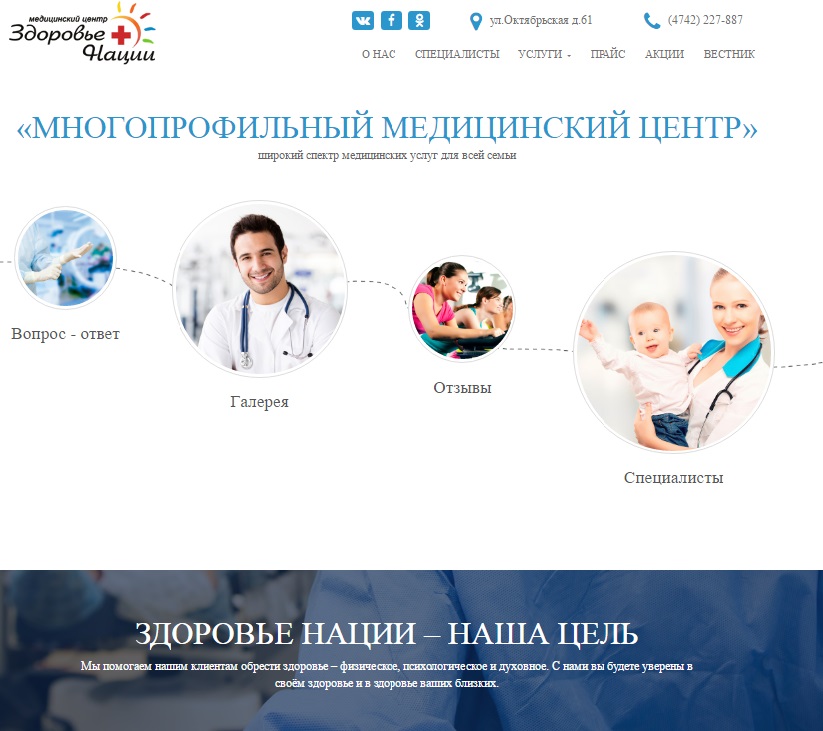 медицинский центр
Здоровье
Нации
ул.Октябрьская д.61
(4742) 227-887
О НАС СПЕЦИАЛИСТЫ УСЛУГИ ПРАЙС АКЦИИ ВЕСТНИК
«МНОГОПРОФИЛЬНЫЙ МЕДИЦИНСКИЙ ЦЕНТР»
широкий спектр медицинских услуг для всей семьи
Вопрос - ответ
Галерея
Отзывы
Специалисты
ЗДОРОВЬЕ НАЦИИ – НАША ЦЕЛЬ
Мы помогаем нашим клиентам обрести здоровье – физическое, психологическое и духовное. С нами вы будете уверены в
своём здоровье и в здоровье ваших близких.